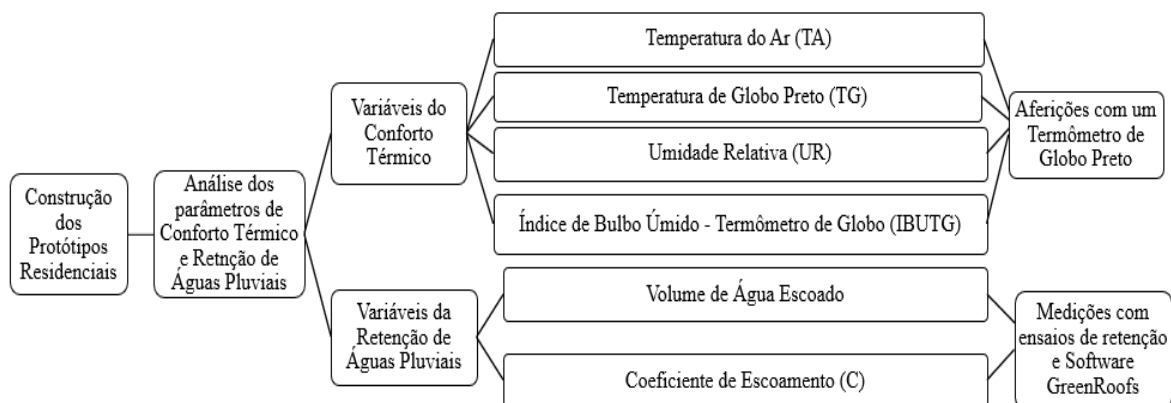 Construção
dos
Protótipos
Residenciais
Análise dos
parâmetros de
Conforto Térmico
e Retnção de
Águas Pluviais
Variáveis do
Conforto
Térmico
Temperatura do Ar (TA)
Temperatura de Globo Preto (TG)
Umidade Relativa (UR)
Índice de Bulbo Úmido - Termômetro de Globo (IBUTG)
Aferições com um
Termômetro de
Globo Preto
Variáveis da
Retenção de
Águas Pluviais
Volume de Água Escoado
Coeficiente de Escoamento (C)
Medições com
ensaios de retenção
e Software
GreenRoofs